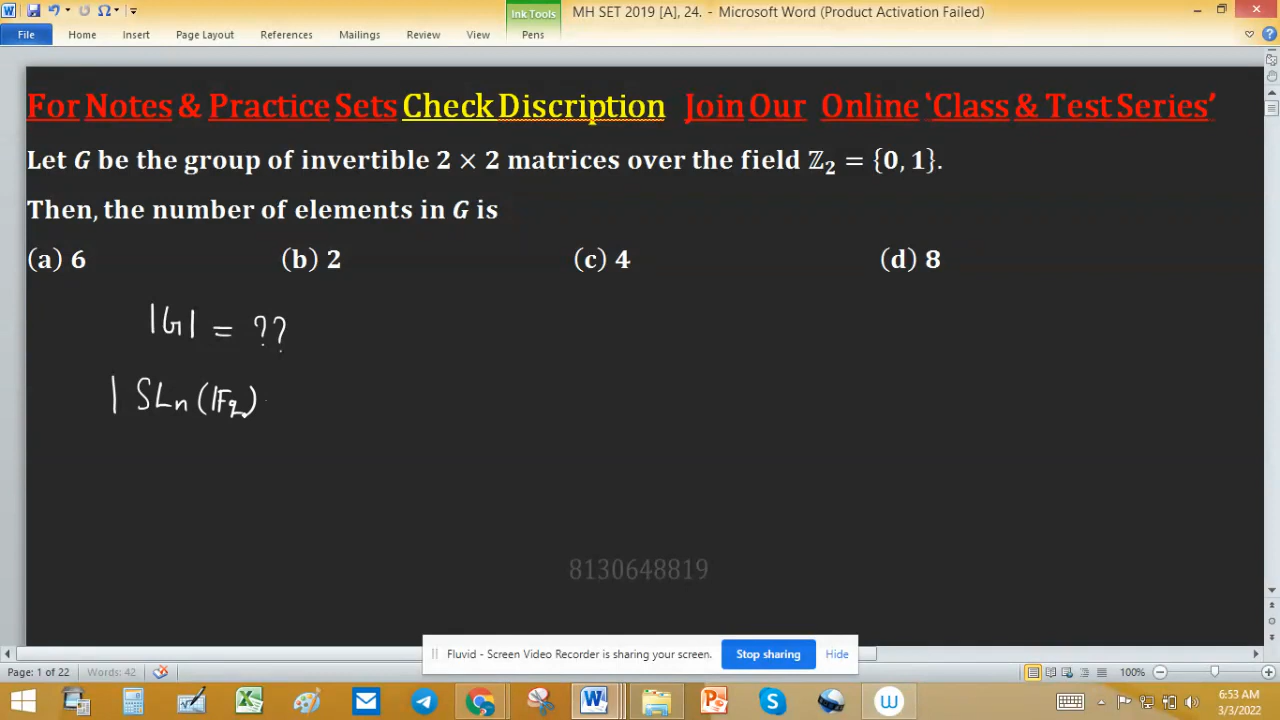 MH SET 2019 [A], 24. - Microsoft Word (Product Activation Failed)
Ink Tools
File Home Insert Page Layout References Mailings Review View Pens
For Notes & Practice Sets Check Discription Join Our Online ‘Class & Test Series’
Let G be the group of invertible 2 × 2 matrices over the field ℤ₂ = {0, 1}.
Then, the number of elements in G is
(a) 6 (b) 2 (c) 4 (d) 8
|G| = ??
| SLn(Fq)
8130648819
Fluvid - Screen Video Recorder is sharing your screen. Stop sharing Hide
Page: 1 of 22 Words: 42 100%
6:53 AM
3/3/2022